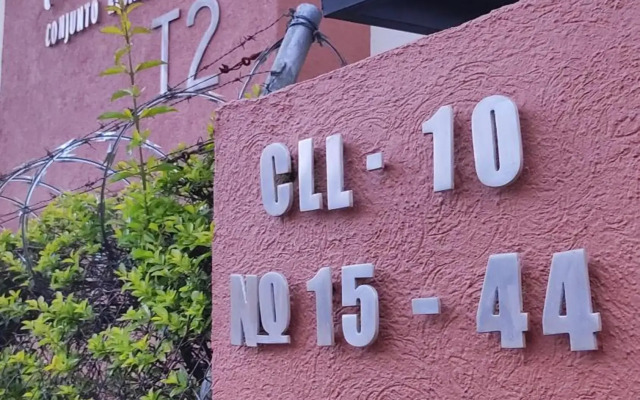 CONJUNTO
T2
CLL. 10
Nº 15-44